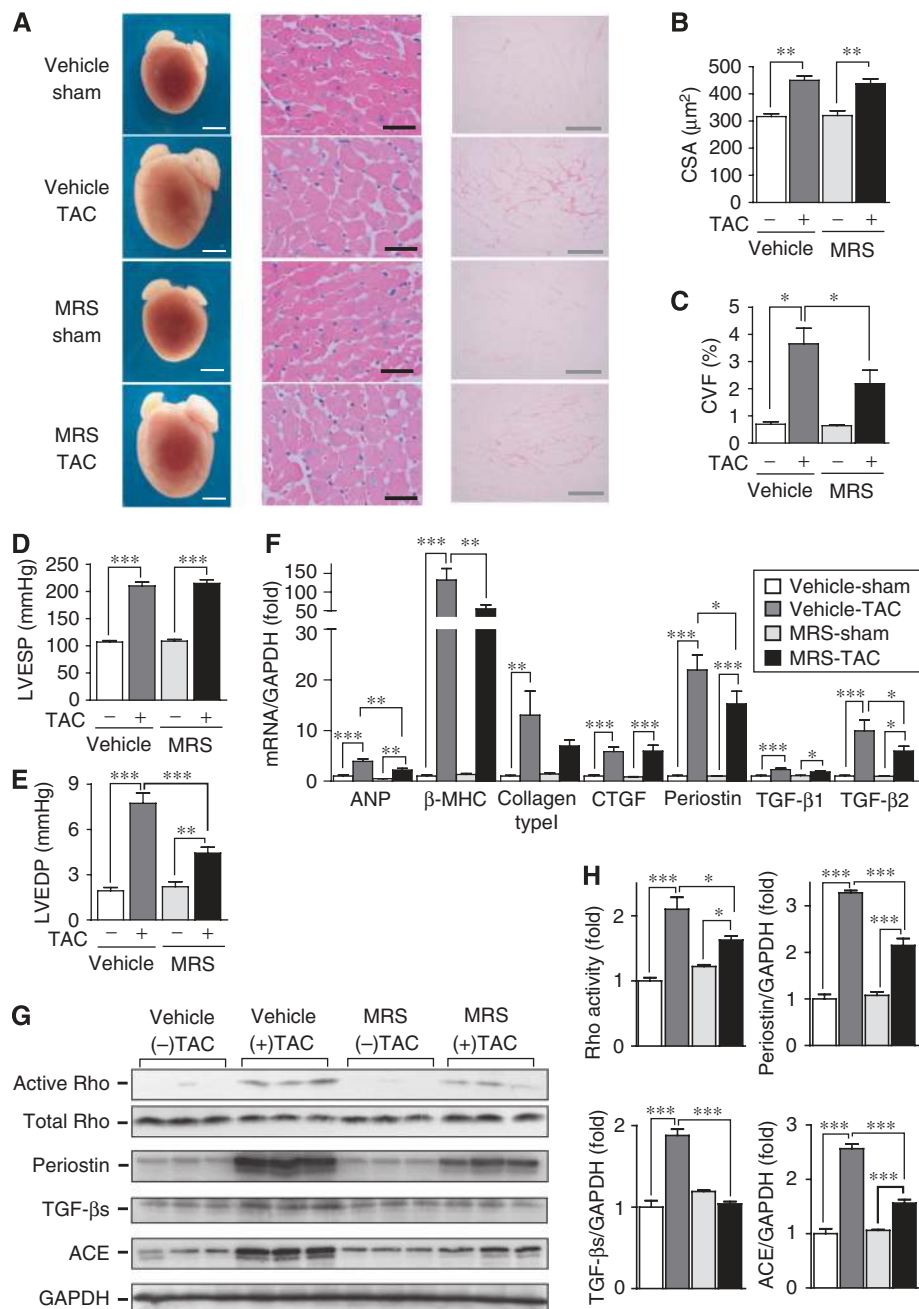 A
Vehicle
sham
Vehicle
TAC
MRS
sham
MRS
TAC
B
CSA (μm²)
500
400
300
200
100
0
** **
TAC – + – +
Vehicle MRS
C
CVF (%)
5
4
3
2
1
0
* *
TAC – + – +
Vehicle MRS
D
LVESP (mmHg)
250
200
150
100
50
0
*** ***
TAC – + – +
Vehicle MRS
E
LVEDP (mmHg)
9
6
3
0
*** ***
**
TAC – + – +
Vehicle MRS
F
mRNA/GAPDH (fold)
150
100
50
20
10
0
*** **
**
*** **
**
*** ***
*
*** ***
*** *
*
*** *
*
ANP β-MHC Collagen typeI CTGF Periostin TGF-β1 TGF-β2
Vehicle-sham
Vehicle-TAC
MRS-sham
MRS-TAC
G
Vehicle Vehicle MRS MRS
(–)TAC (+)TAC (–)TAC (+)TAC
Active Rho
Total Rho
Periostin
TGF-βs
ACE
GAPDH
H
Rho activity (fold)
2
1
0
*** *
*
Periostin/GAPDH (fold)
3
2
1
0
*** ***
***
TGF-βs/GAPDH (fold)
2
1
0
*** ***
ACE/GAPDH (fold)
3
2
1
0
*** ***
***